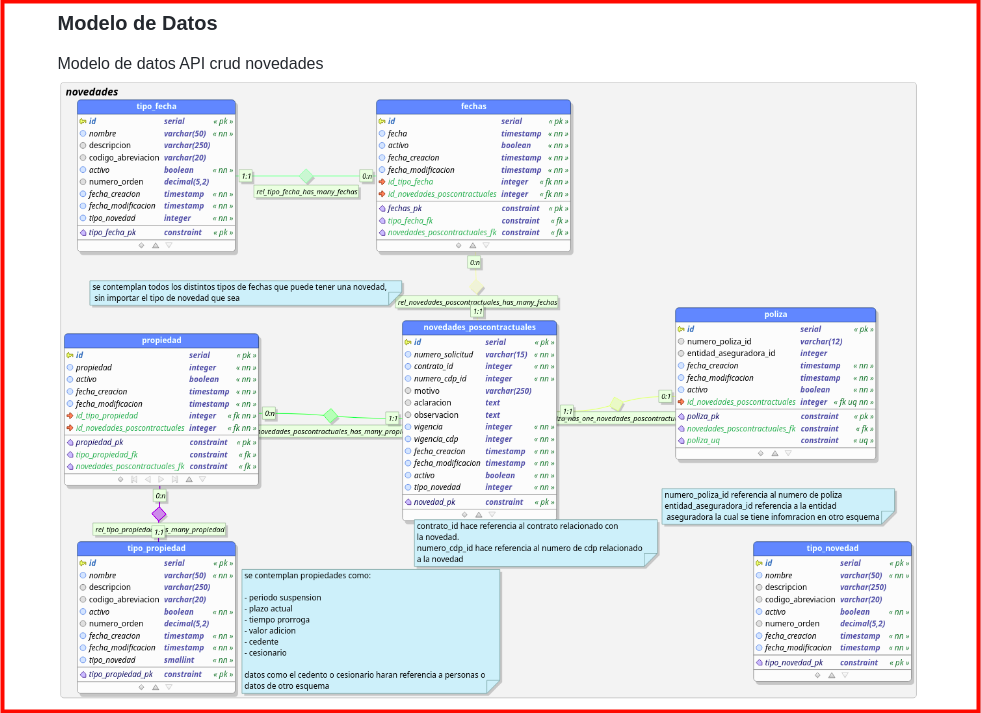 Modelo de Datos
Modelo de datos API crud novedades
novedades
tipo_fecha
id serial « pk »
nombre varchar(50) « nn »
descripcion varchar(250)
codigo_abreviacion varchar(20)
activo boolean « nn »
numero_orden decimal(5,2)
fecha_creacion timestamp « nn »
fecha_modificacion timestamp « nn »
tipo_novedad integer « nn »
tipo_fecha_pk constraint « pk »
1:1
0:n
rel_tipo_fecha_has_many_fechas
fechas
id serial « pk »
fecha timestamp « nn »
activo boolean « nn »
fecha_creacion timestamp « nn »
fecha_modificacion timestamp « nn »
id_tipo_fecha integer « fk nn »
id_novedades_poscontractuales integer « fk nn »
fechas_pk constraint « pk »
tipo_fecha_fk constraint « fk »
novedades_poscontractuales_fk constraint « fk »
0:n
rel_novedades_poscontractuales_has_many_fechas
1:1
se contemplan todos los distintos tipos de fechas que puede tener una novedad,
sin importar el tipo de novedad que sea
propiedad
id serial « pk »
propiedad integer « nn »
activo boolean « nn »
fecha_creacion timestamp « nn »
fecha_modificacion timestamp « nn »
id_tipo_propiedad integer « fk nn »
id_novedades_poscontractuales integer « fk nn »
propiedad_pk constraint « pk »
tipo_propiedad_fk constraint « fk »
novedades_poscontractuales_fk constraint « fk »
0:n
1:1
novedades_poscontractuales
id serial « pk »
numero_solicitud varchar(15) « nn »
contrato_id integer « nn »
numero_cdp_id integer « nn »
motivo varchar(250)
aclaracion text
observacion text
vigencia integer « nn »
vigencia_cdp integer « nn »
fecha_creacion timestamp « nn »
fecha_modificacion timestamp « nn »
activo boolean « nn »
tipo_novedad integer « nn »
novedad_pk constraint « pk »
1:1
0:1
poliza
id serial « pk »
numero_poliza_id varchar(12)
entidad_aseguradora_id integer
fecha_creacion timestamp « nn »
fecha_modificacion timestamp « nn »
activo boolean « nn »
id_novedades_poscontractuales integer « fk uq nn »
poliza_pk constraint « pk »
novedades_poscontractuales_fk constraint « fk »
poliza_uq constraint « uq »
numero_poliza_id referencia al numero de poliza
entidad_aseguradora_id referencia a la entidad
aseguradora la cual se tiene infomracion en otro esquema
contrato_id hace referencia al contrato relacionado con
la novedad.
numero_cdp_id hace referencia al numero de cdp relacionado
a la novedad
0:n
1:1
tipo_propiedad
id serial « pk »
nombre varchar(50) « nn »
descripcion varchar(250)
codigo_abreviacion varchar(20)
activo boolean « nn »
numero_orden decimal(5,2)
fecha_creacion timestamp « nn »
fecha_modificacion timestamp « nn »
tipo_novedad smallint « nn »
tipo_propiedad_pk constraint « pk »
se contemplan propiedades como:
- periodo suspension
- plazo actual
- tiempo prorroga
- valor adicion
- cedente
- cesionario
datos como el cedento o cesionario haran referencia a personas o
datos de otro esquema
tipo_novedad
id serial « pk »
nombre varchar(50) « nn »
descripcion varchar(250)
codigo_abreviacion varchar(20)
activo boolean « nn »
numero_orden decimal(5,2)
fecha_creacion timestamp « nn »
fecha_modificacion timestamp « nn »
tipo_novedad_pk constraint « pk »